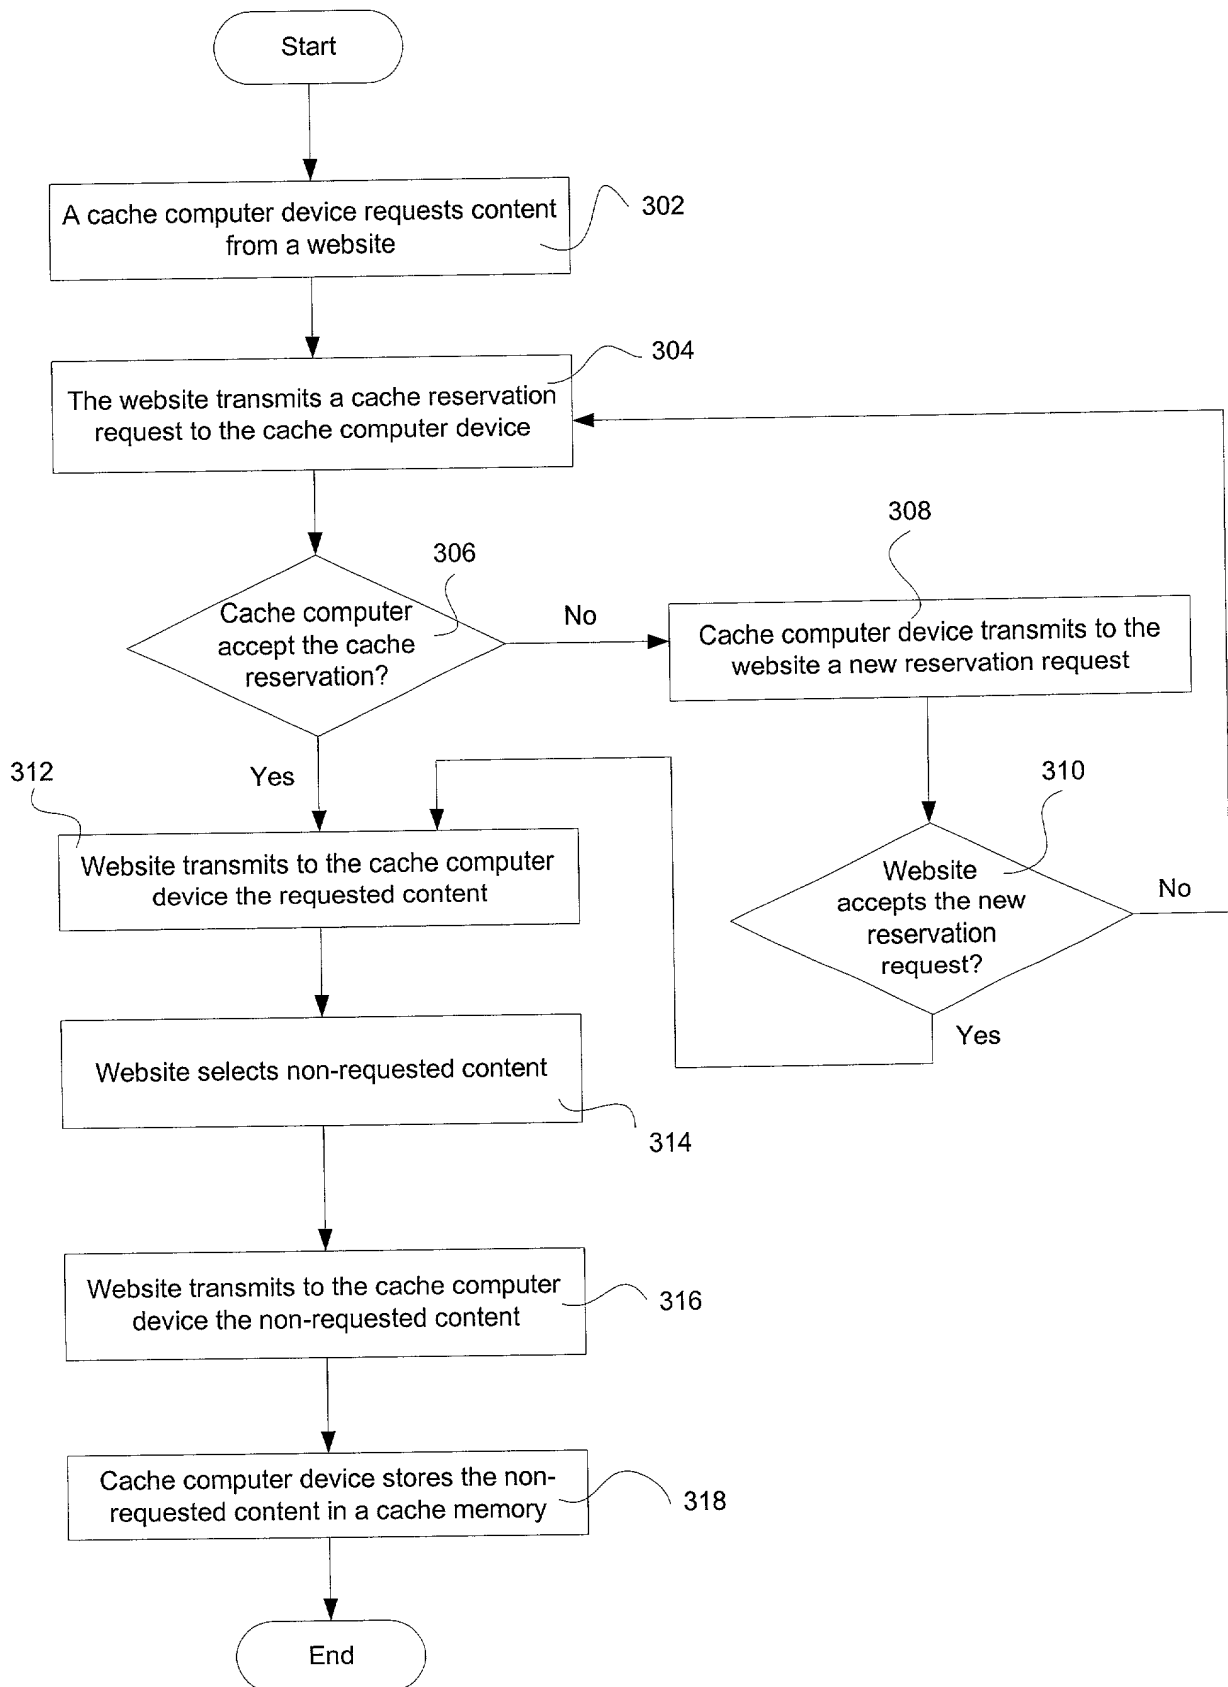 Start
A cache computer device requests content
from a website
302
304
The website transmits a cache reservation
request to the cache computer device
306
Cache computer
accept the cache
reservation?
No
308
Cache computer device transmits to the
website a new reservation request
310
Website
accepts the new
reservation
request?
No
Yes
Yes
312
Website transmits to the cache computer
device the requested content
Website selects non-requested content
314
Website transmits to the cache computer
device the non-requested content
316
Cache computer device stores the non-
requested content in a cache memory
318
End